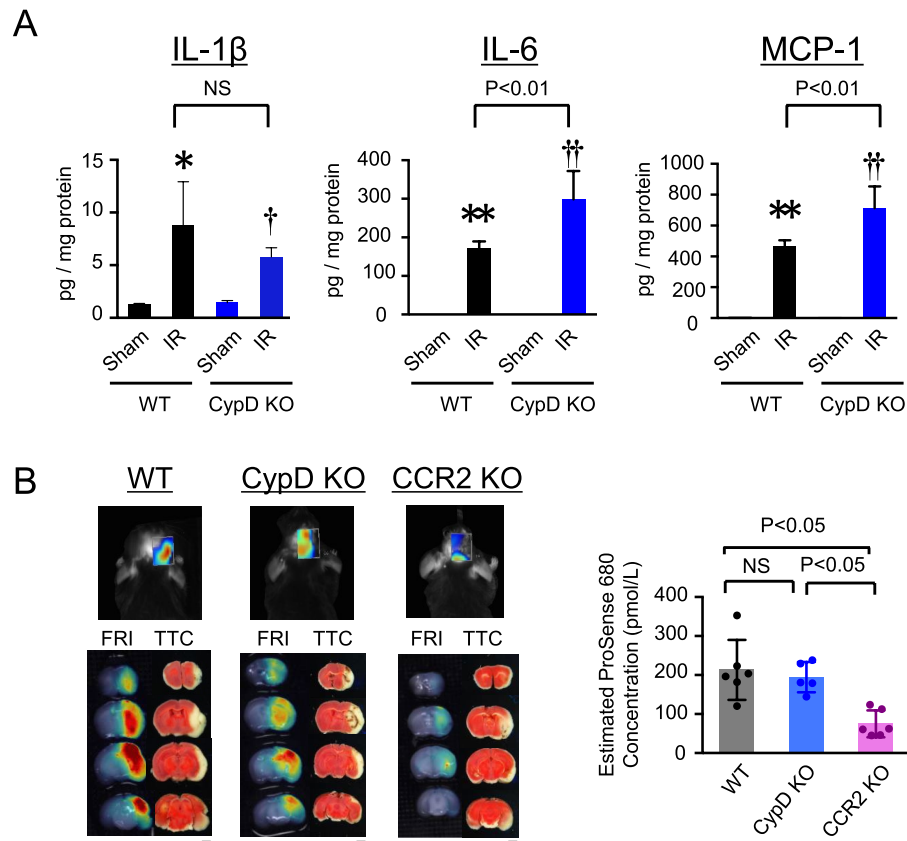 A
IL-1β
IL-6
MCP-1
NS
P<0.01
P<0.01
*
†
**
††
**
††
pg / mg protein
15
10
5
0
pg / mg protein
400
300
200
100
0
pg / mg protein
1000
800
600
400
200
0
Sham IR Sham IR
WT CypD KO
Sham IR Sham IR
WT CypD KO
Sham IR Sham IR
WT CypD KO
B
WT
CypD KO
CCR2 KO
FRI TTC
FRI TTC
FRI TTC
P<0.05
NS
P<0.05
Estimated ProSense 680
Concentration (pmol/L)
400
300
200
100
0
WT
CypD KO
CCR2 KO